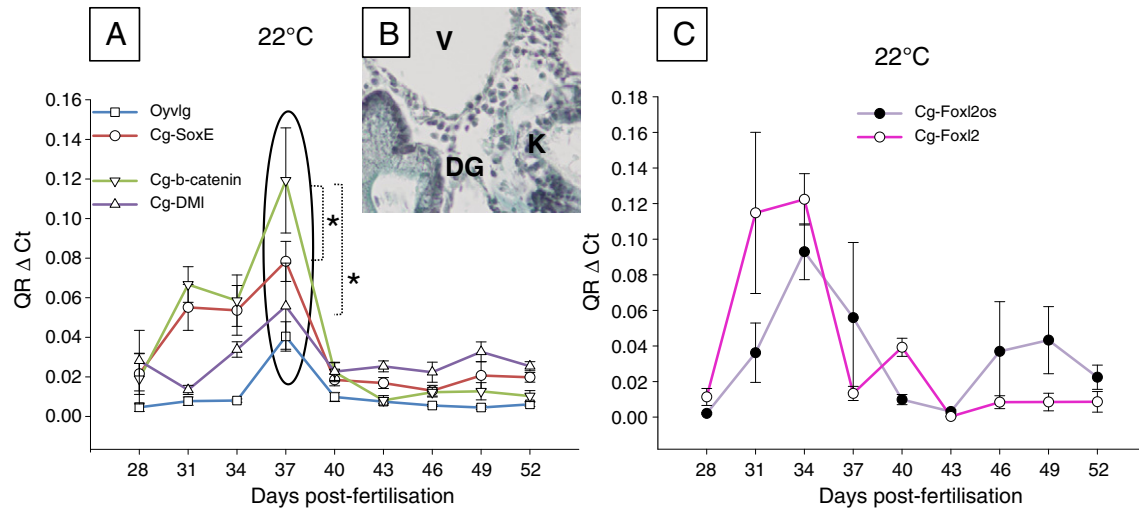 A
22°C
QR Δ Ct
0.16
0.14
0.12
0.10
0.08
0.06
0.04
0.02
0.00
Oyvlg
Cg-SoxE
Cg-b-catenin
Cg-DMI
*
*
28 31 34 37 40 43 46 49 52
Days post-fertilisation
B
V
DG
K
C
22°C
QR Δ Ct
0.18
0.16
0.14
0.12
0.10
0.08
0.06
0.04
0.02
0.00
Cg-Foxl2os
Cg-Foxl2
28 31 34 37 40 43 46 49 52
Days post-fertilisation